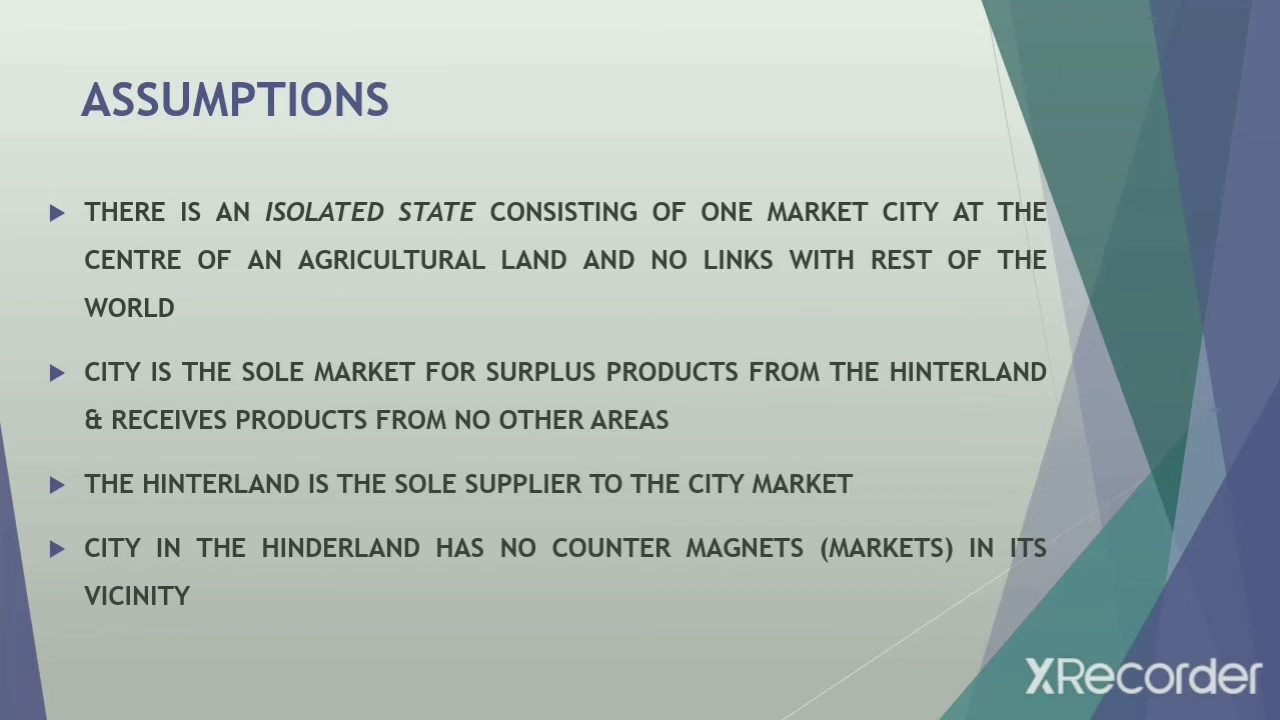 ASSUMPTIONS
THERE IS AN ISOLATED STATE CONSISTING OF ONE MARKET CITY AT THE
CENTRE OF AN AGRICULTURAL LAND AND NO LINKS WITH REST OF THE
WORLD
CITY IS THE SOLE MARKET FOR SURPLUS PRODUCTS FROM THE HINTERLAND
& RECEIVES PRODUCTS FROM NO OTHER AREAS
THE HINTERLAND IS THE SOLE SUPPLIER TO THE CITY MARKET
CITY IN THE HINDERLAND HAS NO COUNTER MAGNETS (MARKETS) IN ITS
VICINITY
XRecorder